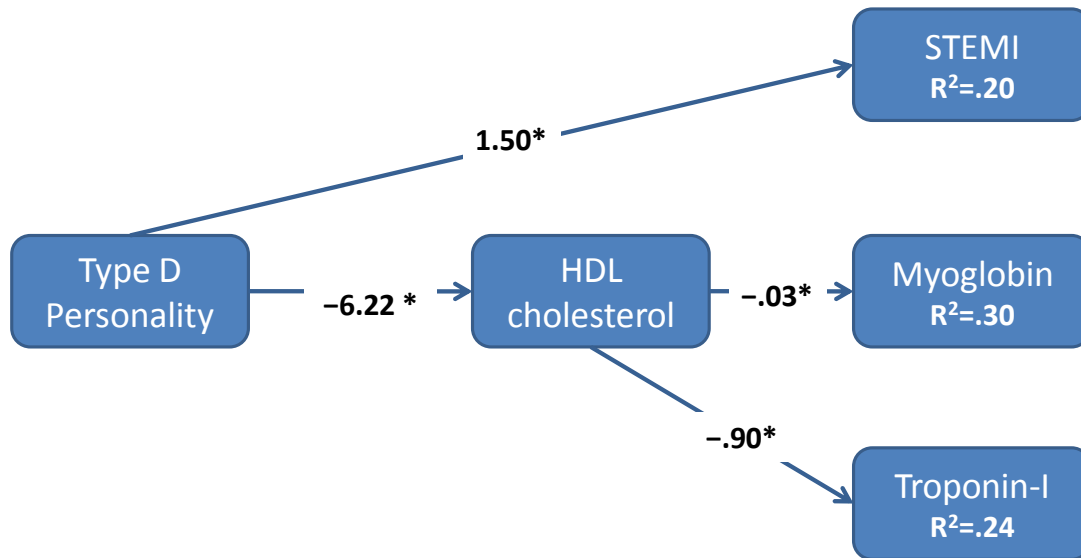 STEMI
R²=.20
1.50*
Type D
Personality
−6.22 *
HDL
cholesterol
−.03*
Myoglobin
R²=.30
−.90*
Troponin-I
R²=.24